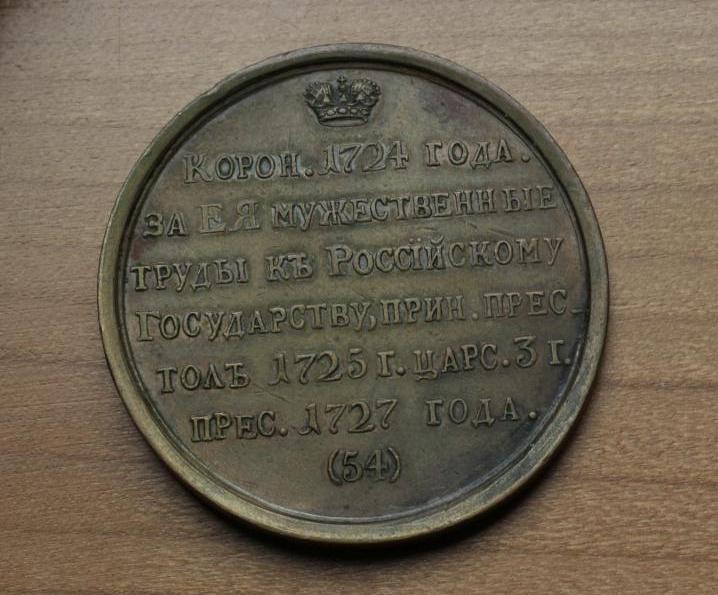 КОРОН. 1724 ГОДА.
ЗА ЕЯ МУЖЕСТВЕННЫЕ
ТРУДЫ КЪ РОССІЙСКОМУ
ГОСУДАРСТВУ, ПРИН. ПРЕС_
ТОЛЪ 1725 Г. ЦАРС. 3 Г.
ПРЕС. 1727 ГОДА.
(54)